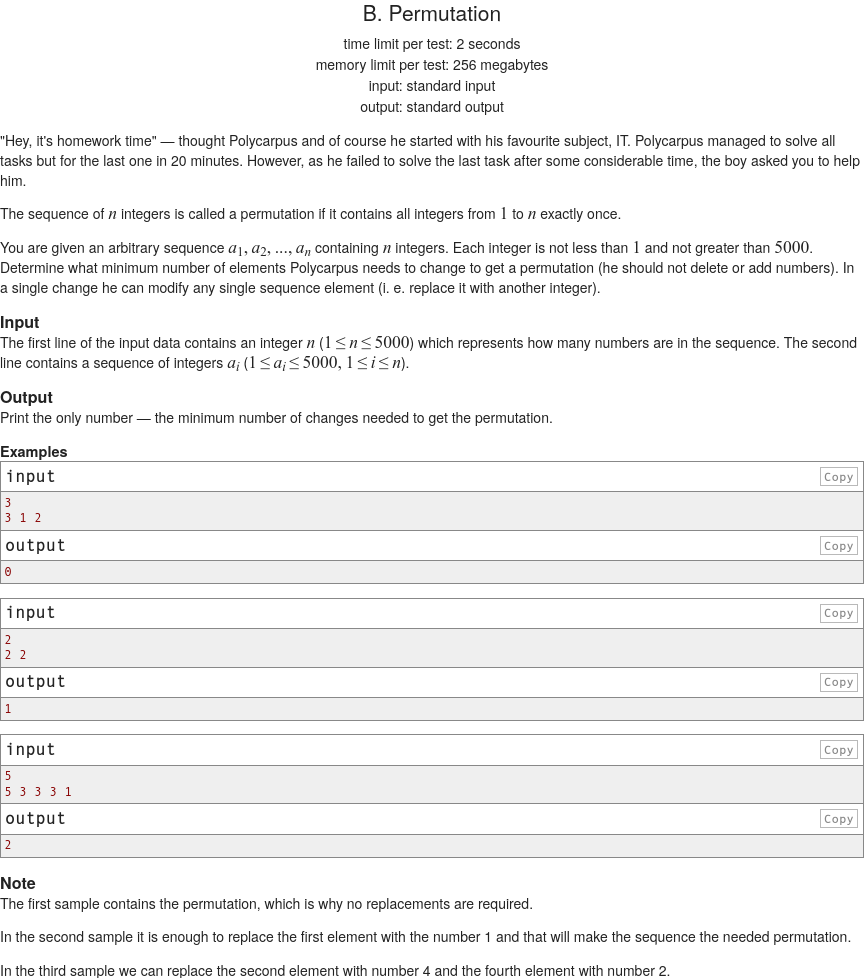 B. Permutation
time limit per test: 2 seconds
memory limit per test: 256 megabytes
input: standard input
output: standard output
"Hey, it's homework time" — thought Polycarpus and of course he started with his favourite subject, IT. Polycarpus managed to solve all
tasks but for the last one in 20 minutes. However, as he failed to solve the last task after some considerable time, the boy asked you to help
him.
The sequence of n integers is called a permutation if it contains all integers from 1 to n exactly once.
You are given an arbitrary sequence a1, a2, ..., an containing n integers. Each integer is not less than 1 and not greater than 5000.
Determine what minimum number of elements Polycarpus needs to change to get a permutation (he should not delete or add numbers). In
a single change he can modify any single sequence element (i. e. replace it with another integer).
Input
The first line of the input data contains an integer n (1 ≤ n ≤ 5000) which represents how many numbers are in the sequence. The second
line contains a sequence of integers ai (1 ≤ ai ≤ 5000, 1 ≤ i ≤ n).
Output
Print the only number — the minimum number of changes needed to get the permutation.
Examples
input Copy
3
3 1 2
output Copy
0
input Copy
2
2 2
output Copy
1
input Copy
5
5 3 3 3 1
output Copy
2
Note
The first sample contains the permutation, which is why no replacements are required.
In the second sample it is enough to replace the first element with the number 1 and that will make the sequence the needed permutation.
In the third sample we can replace the second element with number 4 and the fourth element with number 2.